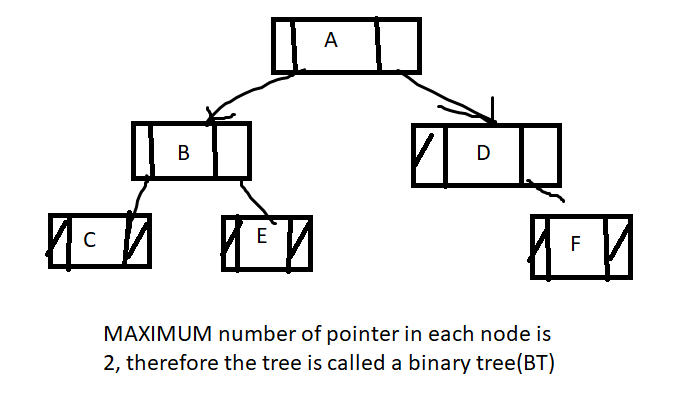 A
B
D
C
E
F
MAXIMUM number of pointer in each node is
2, therefore the tree is called a binary tree(BT)